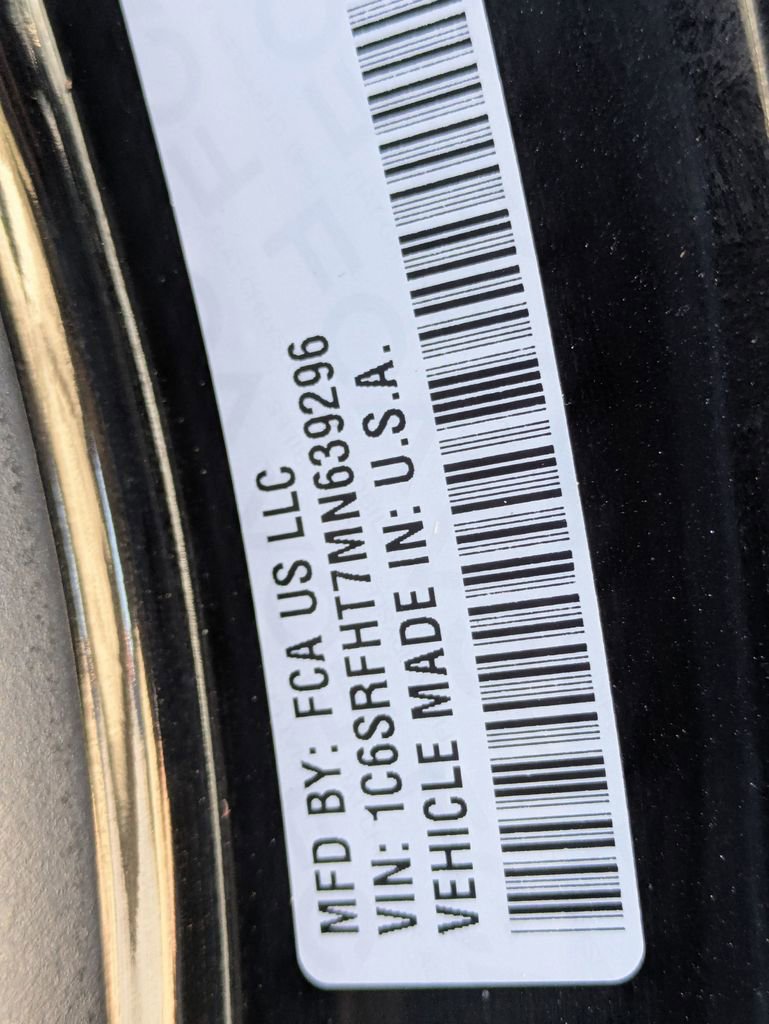 MFD BY: FCA US LLC
VIN: 1C6SRFHT7MN639296
VEHICLE MADE IN: U.S.A.